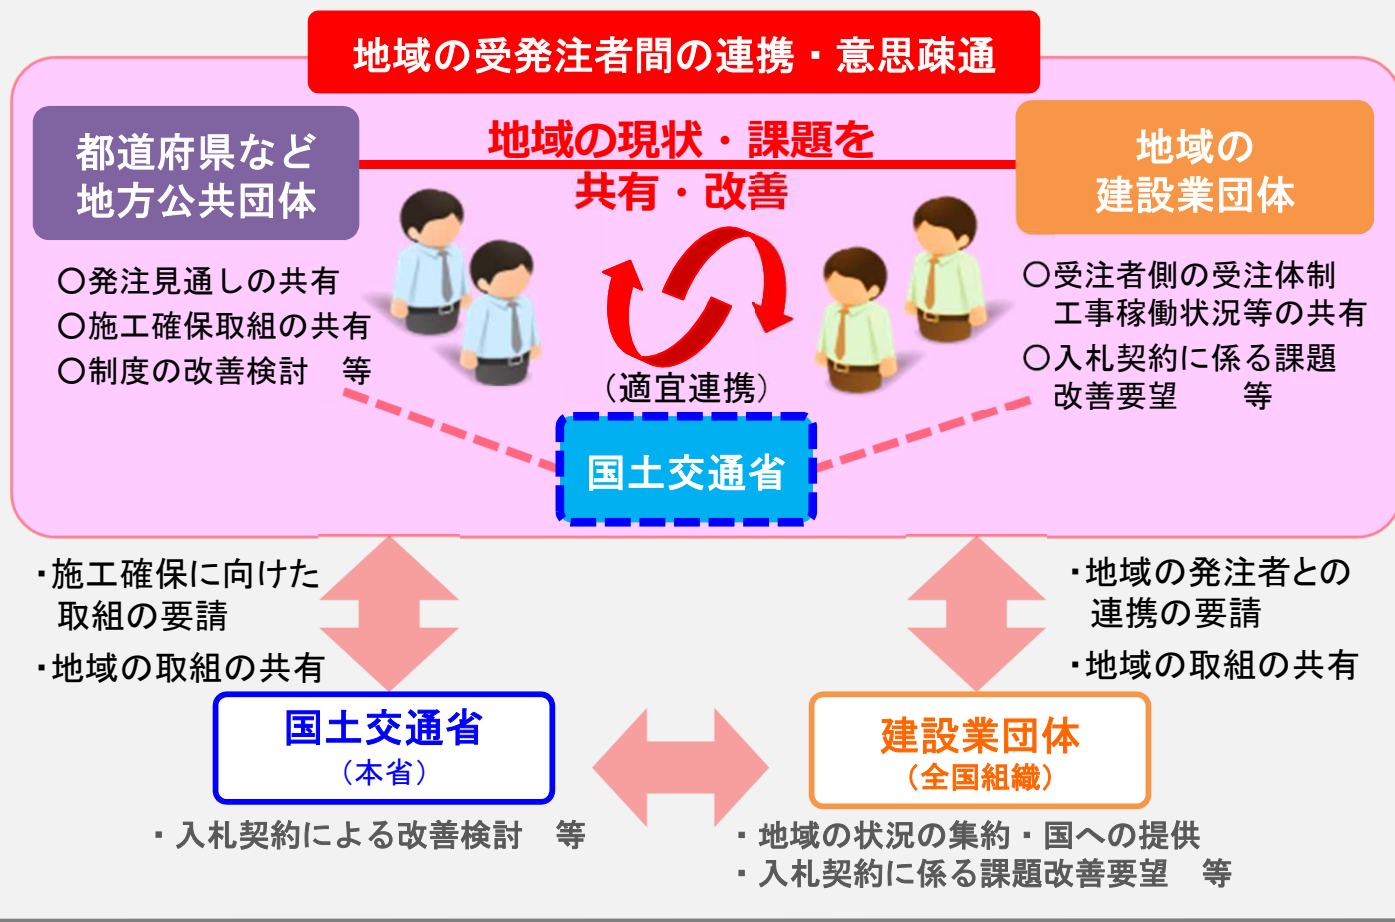 地域の受発注者間の連携・意思疎通
都道府県など
地方公共団体
地域の現状・課題を
共有・改善
地域の
建設業団体
〇発注見通しの共有
〇施工確保取組の共有
〇制度の改善検討　等
〇受注者側の受注体制
工事稼働状況等の共有
〇入札契約に係る課題
改善要望　　等
（適宜連携）
国土交通省
・施工確保に向けた
取組の要請
・地域の取組の共有
・地域の発注者との
連携の要請
・地域の取組の共有
国土交通省
（本省）
建設業団体
（全国組織）
・入札契約による改善検討　等
・地域の状況の集約・国への提供
・入札契約に係る課題改善要望　等